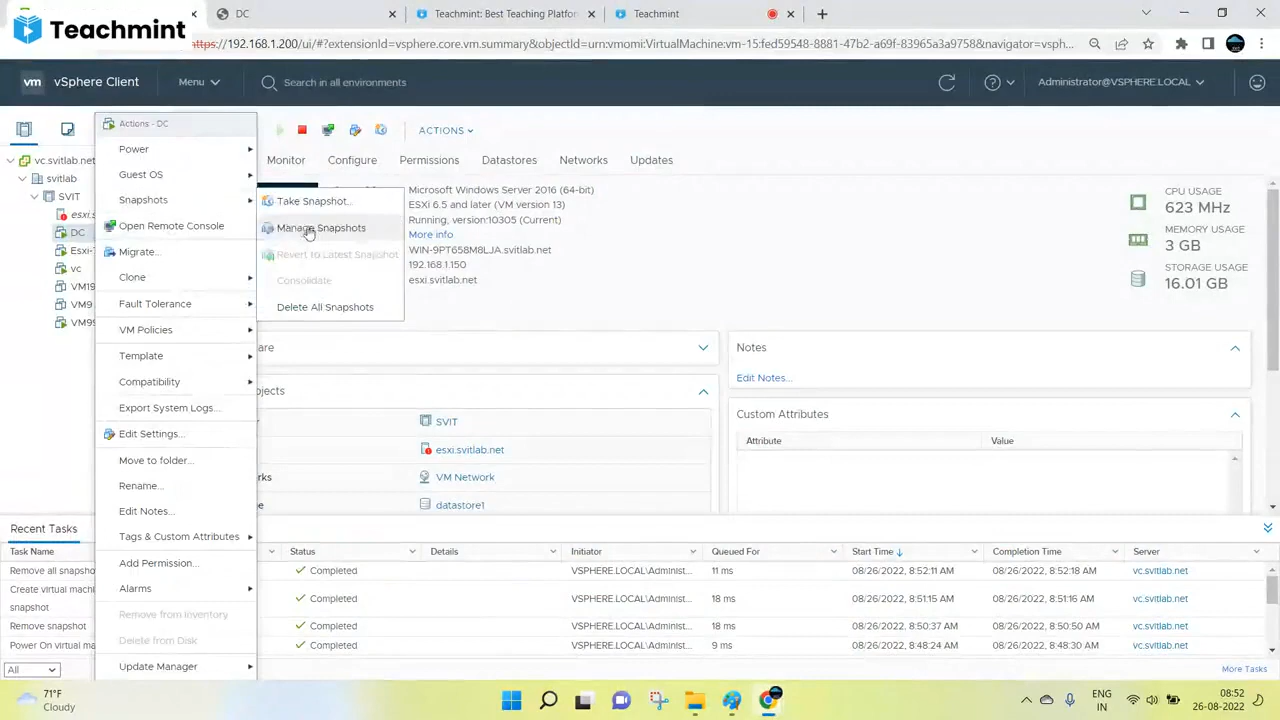 Teachmint
DC
Teachmint: Best Teaching Platfo
Teachmint
https://192.168.1.200/ui/#?extensionId=vsphere.core.vm.summary&objectId=urn:vmomi:VirtualMachine:vm-15:fed59548-8881-47b2-a69f-83965a3a9758&navigator=vsph...
vm vSphere Client Menu Search in all environments Administrator@VSPHERE.LOCAL
Actions - DC
ACTIONS
vc.svitlab.net
svitlab
SVIT
esxi.s
DC
Esxi-
vc
VM19
VM9
VM99
Power
Guest OS
Snapshots
Open Remote Console
Migrate...
Clone
Fault Tolerance
VM Policies
Template
Compatibility
Export System Logs...
Edit Settings...
Move to folder...
Rename...
Edit Notes...
Tags & Custom Attributes
Add Permission...
Alarms
Remove from Inventory
Delete from Disk
Update Manager
Take Snapshot...
Manage Snapshots
Revert to Latest Snapshot
Consolidate
Delete All Snapshots
Monitor Configure Permissions Datastores Networks Updates
Microsoft Windows Server 2016 (64-bit)
ESXi 6.5 and later (VM version 13)
Running, version:10305 (Current)
More info
WIN-9PT658M8LJA.svitlab.net
192.168.1.150
esxi.svitlab.net
CPU USAGE
623 MHz
MEMORY USAGE
3 GB
STORAGE USAGE
16.01 GB
are
bjects
SVIT
esxi.svitlab.net
rks VM Network
e datastore1
Notes
Edit Notes...
Custom Attributes
Attribute Value
Recent Tasks
Task Name Status Details Initiator Queued For Start Time Completion Time Server
Remove all snapsho Completed VSPHERE.LOCAL\Administ... 11 ms 08/26/2022, 8:52:11 AM 08/26/2022, 8:52:18 AM vc.svitlab.net
Create virtual machi
snapshot Completed VSPHERE.LOCAL\Administ... 18 ms 08/26/2022, 8:51:15 AM 08/26/2022, 8:51:16 AM vc.svitlab.net
Remove snapshot Completed VSPHERE.LOCAL\Administ... 18 ms 08/26/2022, 8:50:37 AM 08/26/2022, 8:50:50 AM vc.svitlab.net
Power On virtual ma Completed VSPHERE.LOCAL\Administ... 9 ms 08/26/2022, 8:48:24 AM 08/26/2022, 8:48:30 AM vc.svitlab.net
All More Tasks
71°F
Cloudy
ENG
IN
08:52
26-08-2022